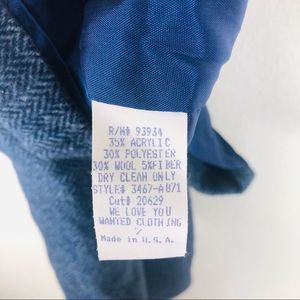 R/N# 93934
35% ACRYLIC
30% POLYESTER
30% WOOL 5%FIBER
DRY CLEAN ONLY
STYLE# 3467-A 8/1
Cut# 20629
WE LOVE YOU
WANTED CLOTHING
7
Made in U.S.A.